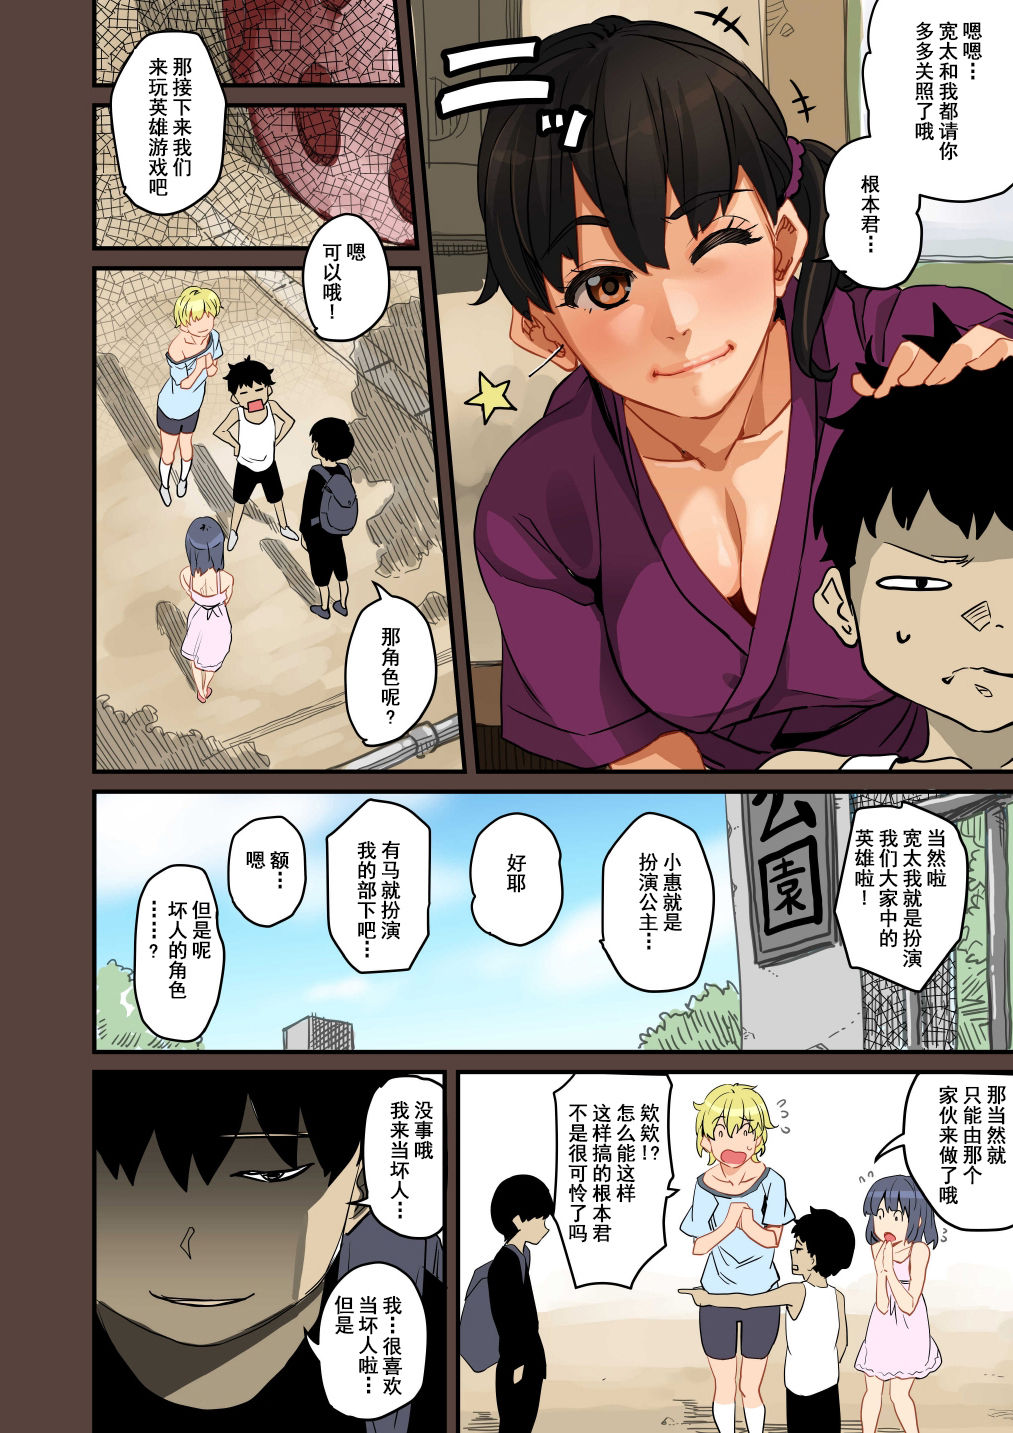 嗯嗯…
宽太和我都请你
多多关照了哦
根本君…
那接下来我们
来玩英雄游戏吧
嗯
可以哦！
那角色呢？
当然啦
宽太我就是扮演
我们大家中的
英雄啦！
公園
小惠就是
扮演公主…
好耶
有马就扮演
我的部下吧…
额…
嗯
但是呢
坏人的角色
……？
那当然就
只能由那个
家伙来做了哦
欸欸！？
怎么能这样
这样搞的根本君
不是很可怜了吗
没事哦
我来当坏人…
我…很喜欢
当坏人啦…
但是